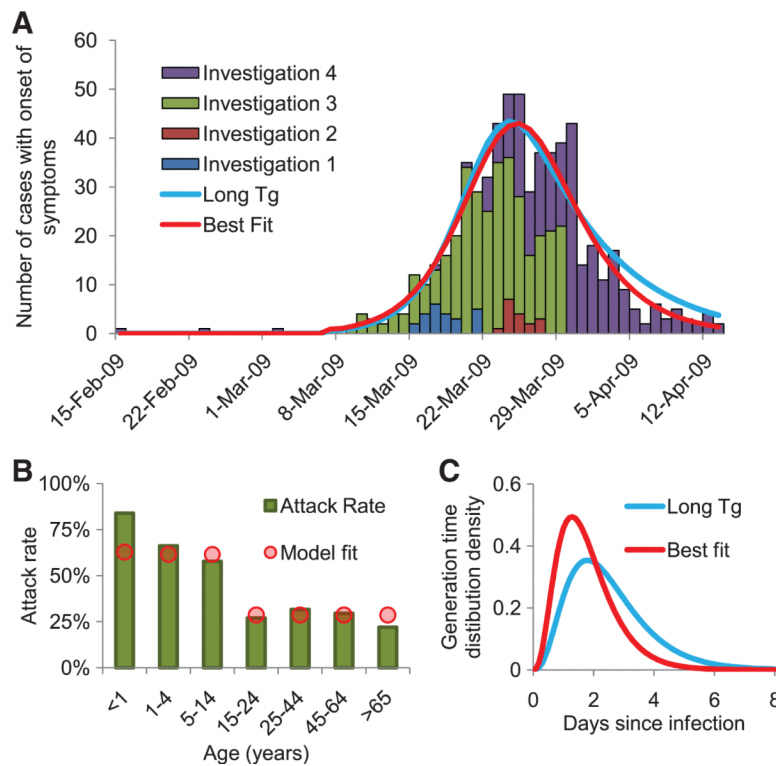 A
Number of cases with onset of
symptoms
60
50
40
30
20
10
0
Investigation 4
Investigation 3
Investigation 2
Investigation 1
Long Tg
Best Fit
15-Feb-09
22-Feb-09
1-Mar-09
8-Mar-09
15-Mar-09
22-Mar-09
29-Mar-09
5-Apr-09
12-Apr-09
B
Attack rate
100%
75%
50%
25%
0%
Attack Rate
Model fit
<1
1-4
5-14
15-24
25-44
45-64
>65
Age (years)
C
Generation time
distibution density
0.6
0.4
0.2
0
Long Tg
Best fit
0 2 4 6 8
Days since infection